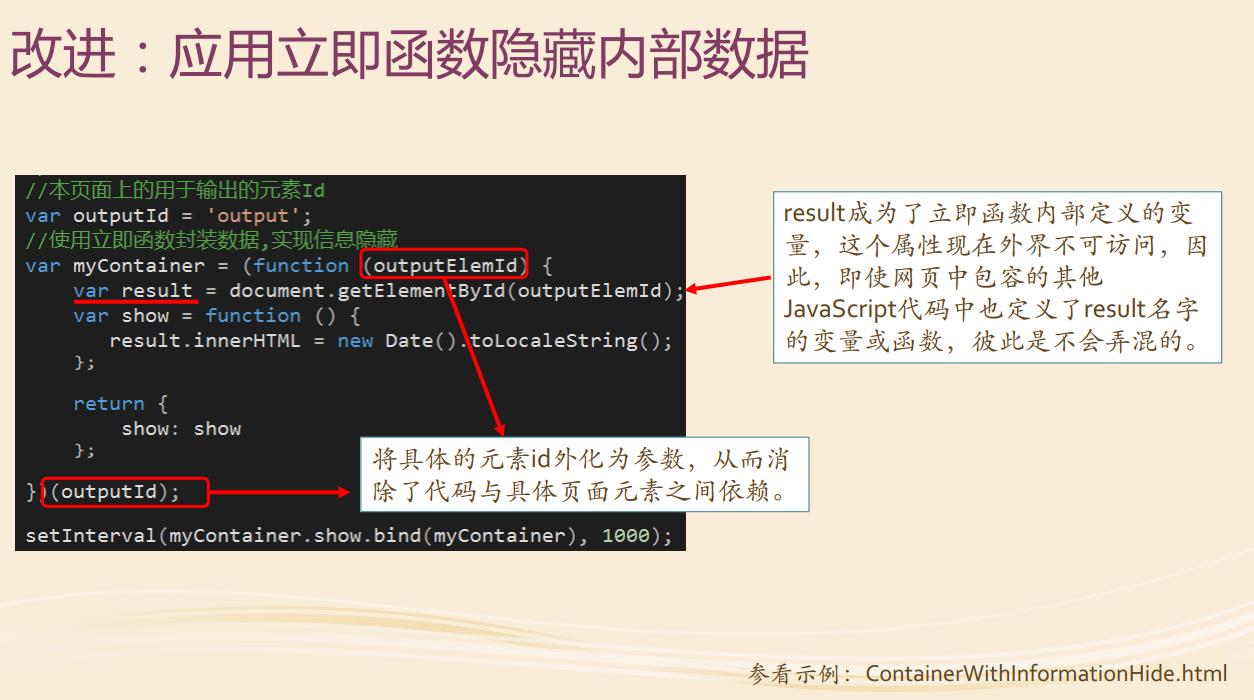 改进：应用立即函数隐藏内部数据
//本页面上的用于输出的元素Id
var outputId = 'output';
//使用立即函数封装数据,实现信息隐藏
var myContainer = (function (outputElemId) {
var result = document.getElementById(outputElemId);
var show = function () {
result.innerHTML = new Date().toLocaleString();
};
return {
show: show
};
})(outputId);
setInterval(myContainer.show.bind(myContainer), 1000);
result成为了立即函数内部定义的变
量，这个属性现在外界不可访问，因
此，即使网页中包容的其他
JavaScript代码中也定义了result名字
的变量或函数，彼此是不会弄混的。
将具体的元素id外化为参数，从而消
除了代码与具体页面元素之间依赖。
参看示例：ContainerWithInformationHide.html